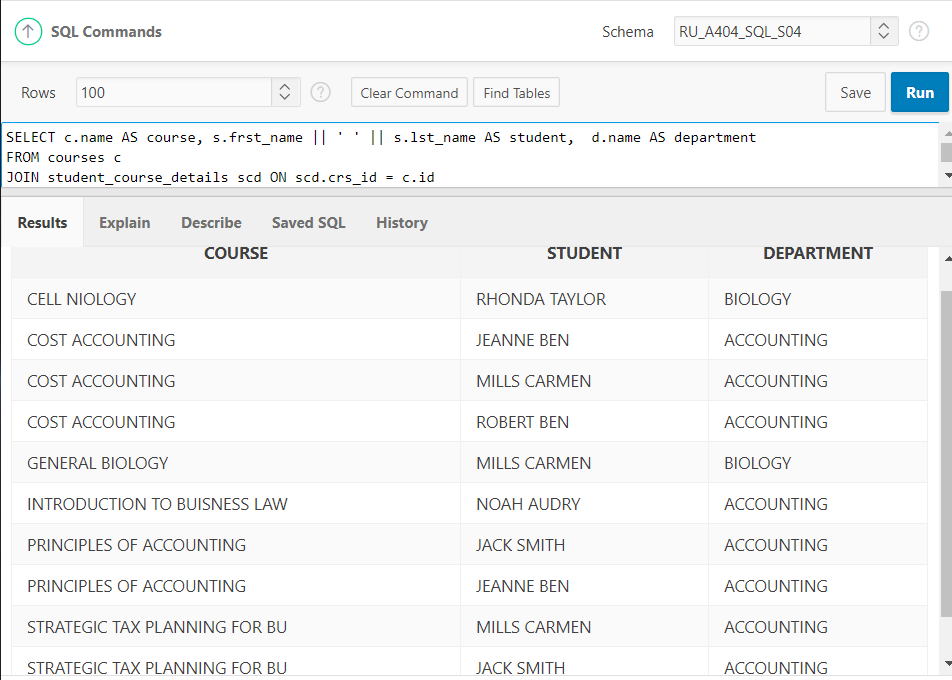 SQL Commands Schema RU_A404_SQL_S04 ?
Rows 100 ? Clear Command Find Tables Save Run
SELECT c.name AS course, s.frst_name || ' ' || s.lst_name AS student,  d.name AS department
FROM courses c
JOIN student_course_details scd ON scd.crs_id = c.id
Results Explain Describe Saved SQL History
COURSE STUDENT DEPARTMENT
CELL NIOLOGY RHONDA TAYLOR BIOLOGY
COST ACCOUNTING JEANNE BEN ACCOUNTING
COST ACCOUNTING MILLS CARMEN ACCOUNTING
COST ACCOUNTING ROBERT BEN ACCOUNTING
GENERAL BIOLOGY MILLS CARMEN BIOLOGY
INTRODUCTION TO BUISNESS LAW NOAH AUDRY ACCOUNTING
PRINCIPLES OF ACCOUNTING JACK SMITH ACCOUNTING
PRINCIPLES OF ACCOUNTING JEANNE BEN ACCOUNTING
STRATEGIC TAX PLANNING FOR BU MILLS CARMEN ACCOUNTING
STRATEGIC TAX PLANNING FOR BU JACK SMITH ACCOUNTING